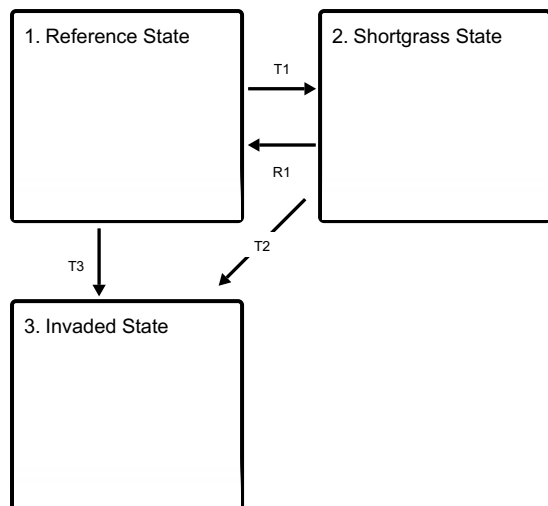 1. Reference State
2. Shortgrass State
T1
R1
T2
T3
3. Invaded State